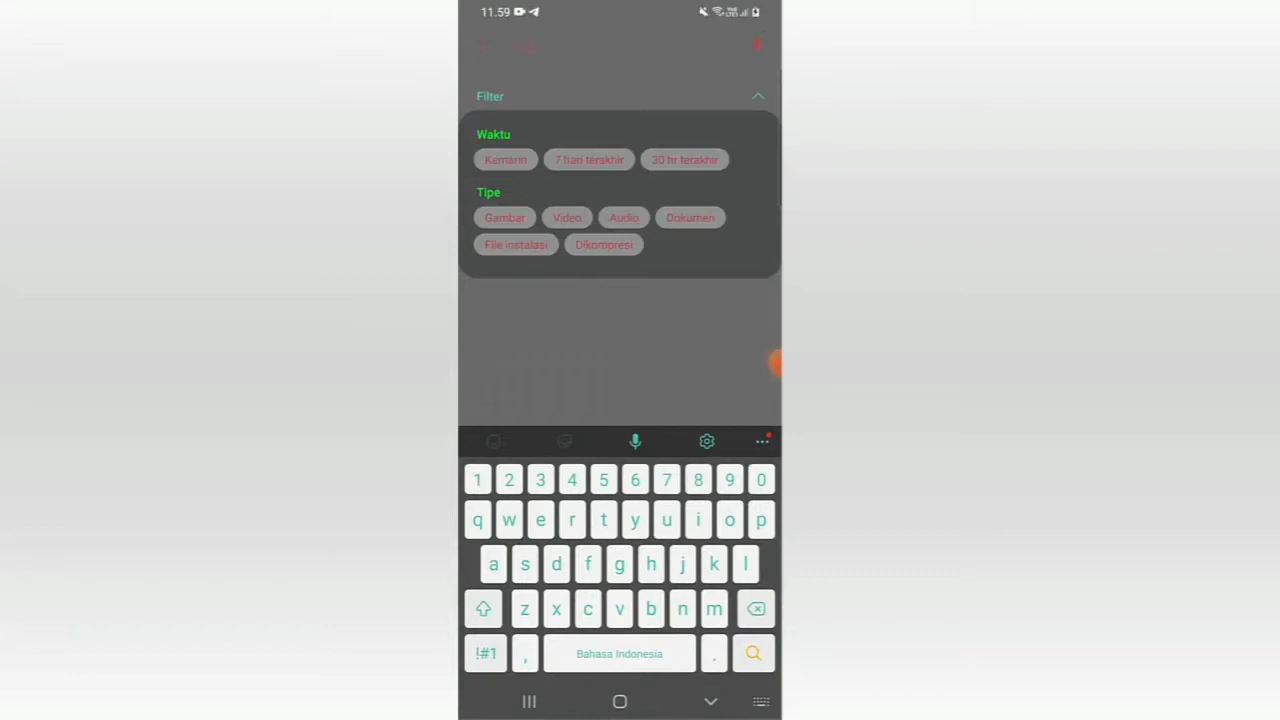 11.59
Filter
Waktu
Kemarin 7 hari terakhir 30 hr terakhir
Tipe
Gambar Video Audio Dokumen
File instalasi Dikompresi
1 2 3 4 5 6 7 8 9 0
q w e r t y u i o p
a s d f g h j k l
z x c v b n m
!#1 , Bahasa Indonesia .